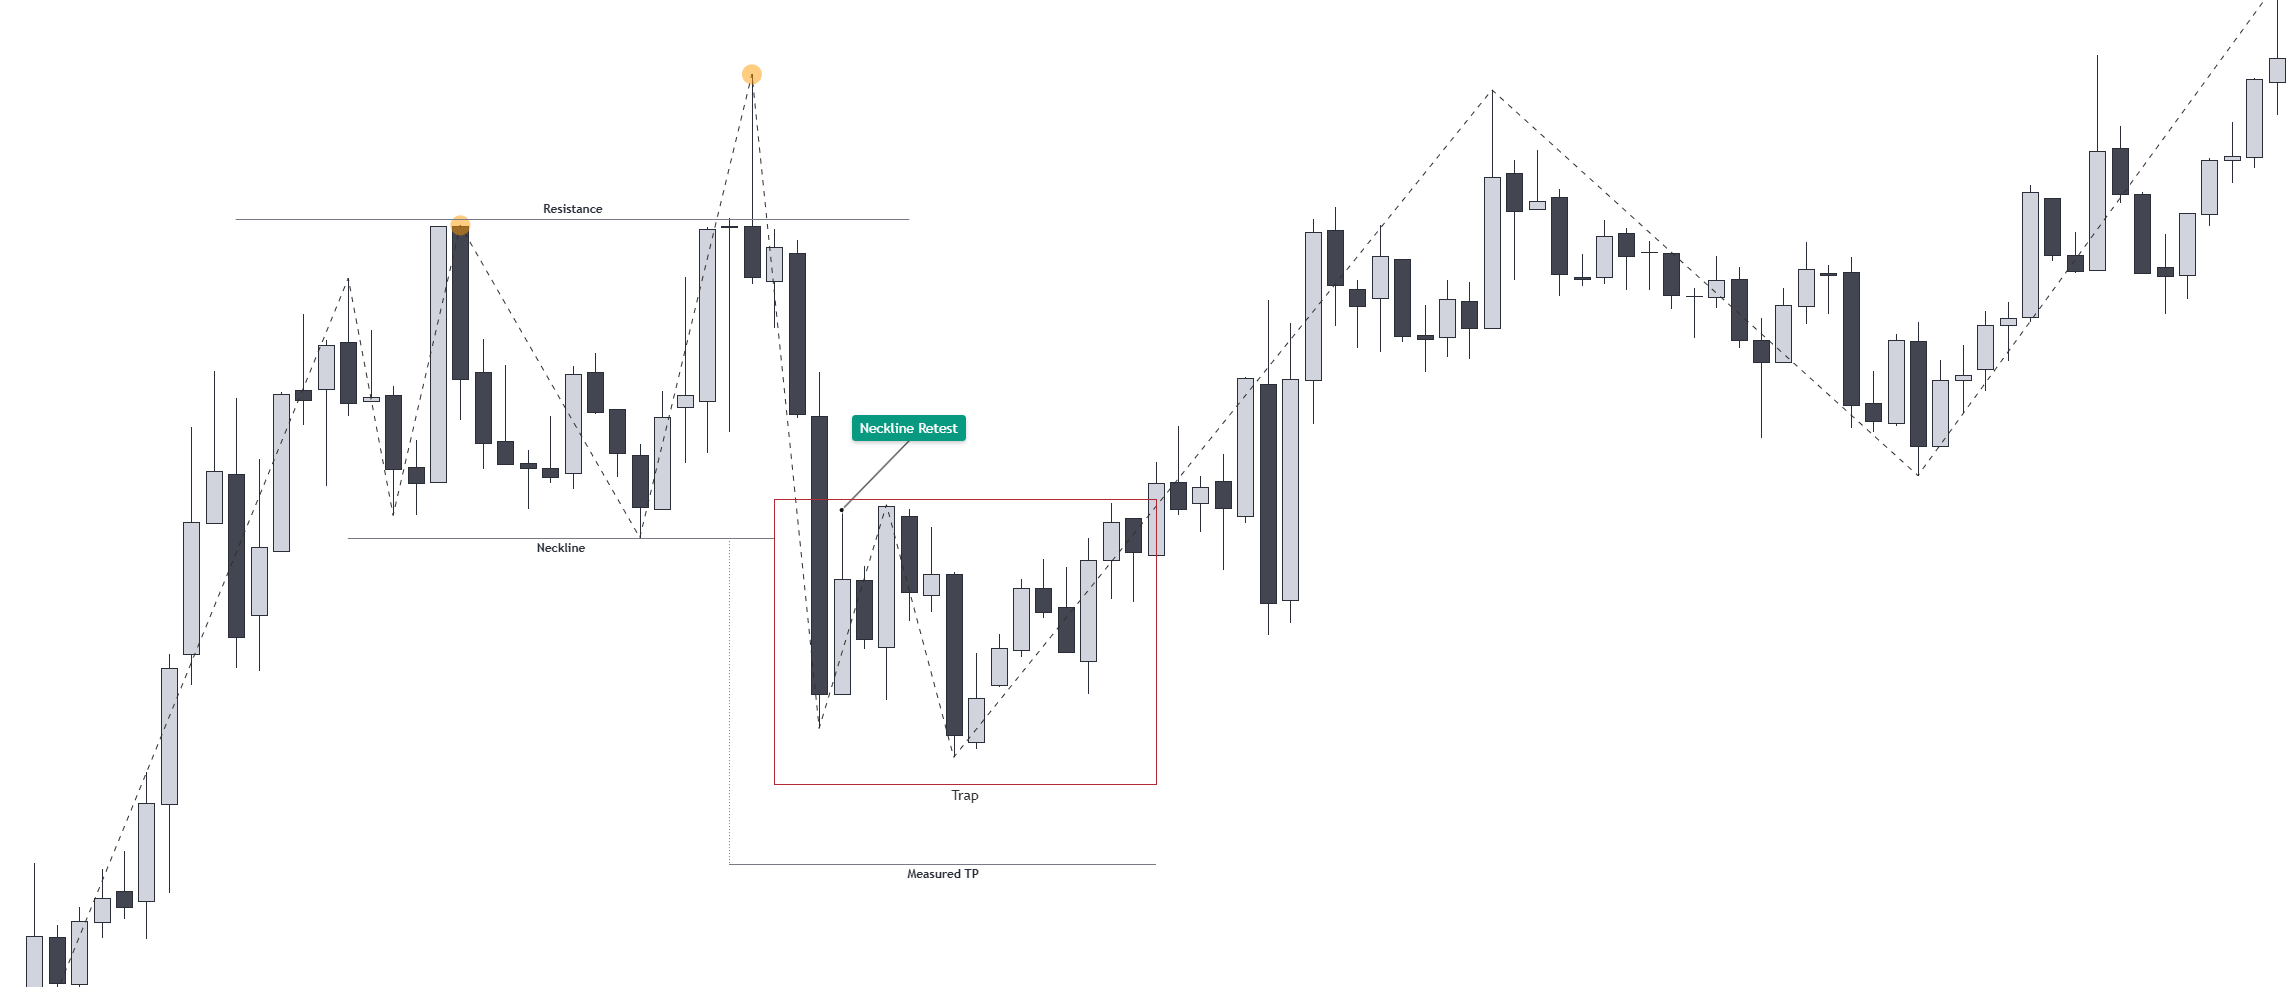 Resistance
Neckline Retest
Neckline
Trap
Measured TP